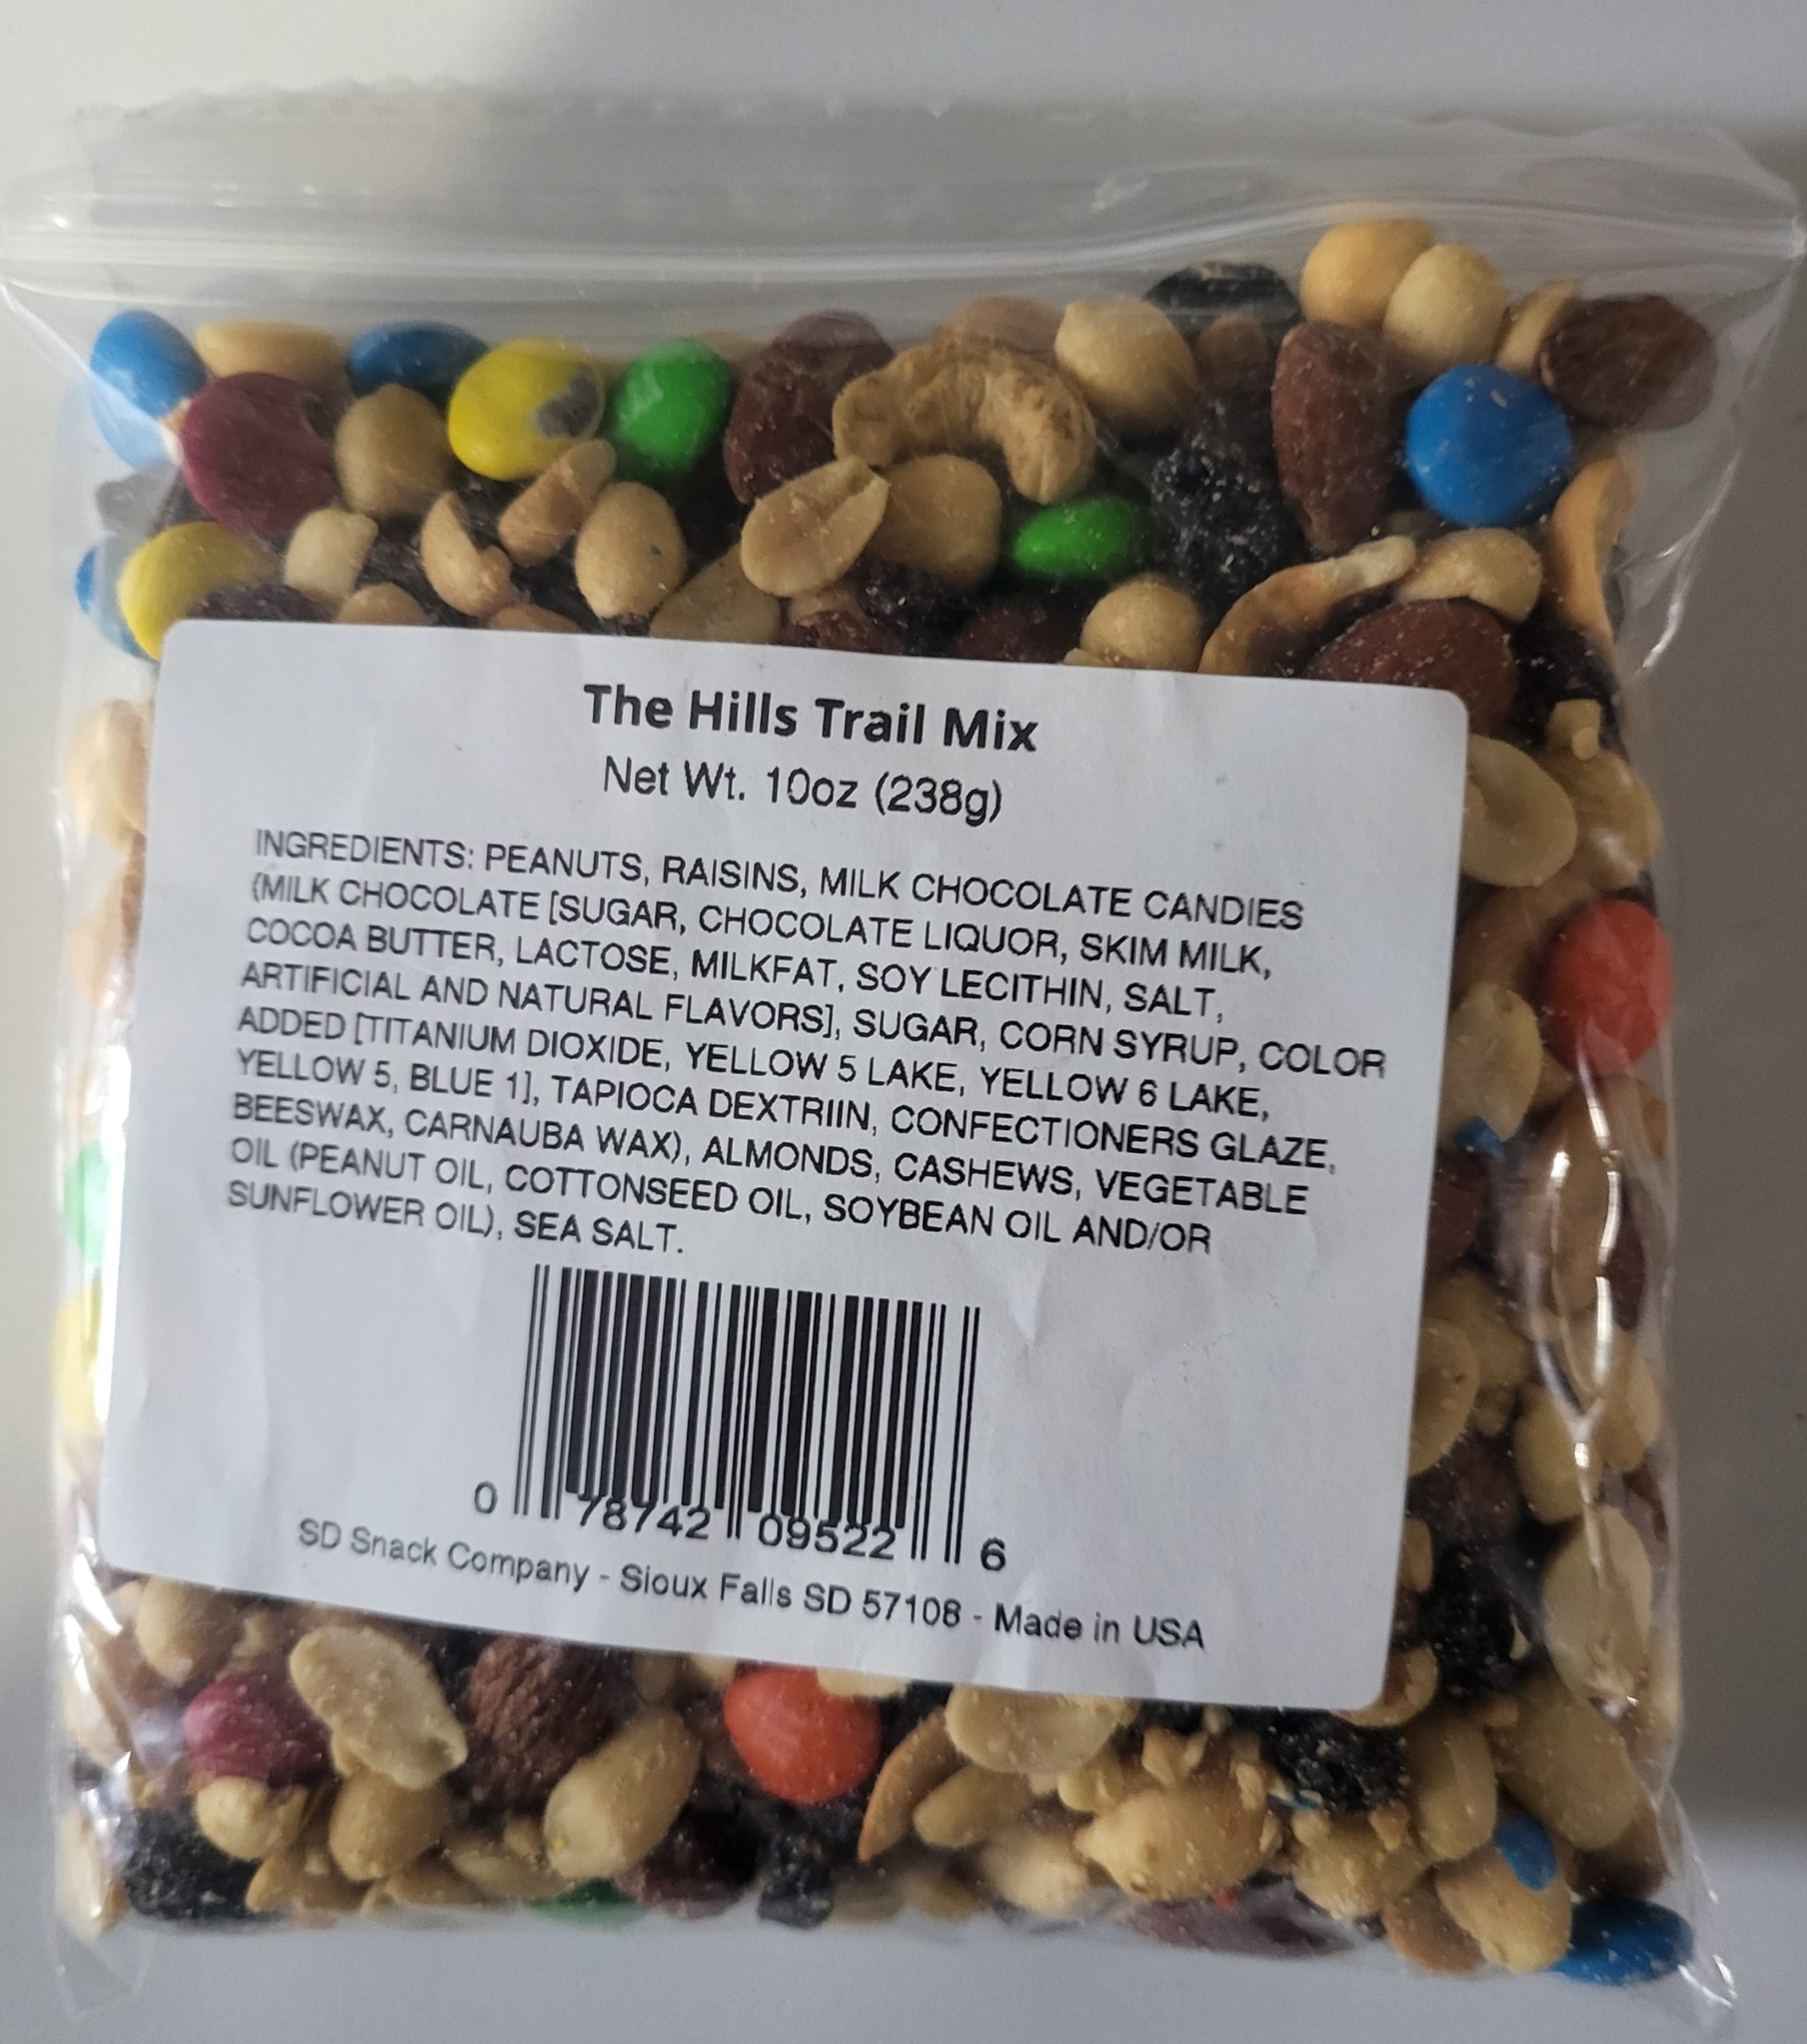 The Hills Trail Mix
Net Wt. 10oz (238g)
INGREDIENTS: PEANUTS, RAISINS, MILK CHOCOLATE CANDIES
(MILK CHOCOLATE [SUGAR, CHOCOLATE LIQUOR, SKIM MILK,
COCOA BUTTER, LACTOSE, MILKFAT, SOY LECITHIN, SALT,
ARTIFICIAL AND NATURAL FLAVORS], SUGAR, CORN SYRUP, COLOR
ADDED [TITANIUM DIOXIDE, YELLOW 5 LAKE, YELLOW 6 LAKE,
YELLOW 5, BLUE 1], TAPIOCA DEXTRIIN, CONFECTIONERS GLAZE,
BEESWAX, CARNAUBA WAX), ALMONDS, CASHEWS, VEGETABLE
OIL (PEANUT OIL, COTTONSEED OIL, SOYBEAN OIL AND/OR
SUNFLOWER OIL), SEA SALT.
0 78742 09522 6
SD Snack Company - Sioux Falls SD 57108 - Made in USA